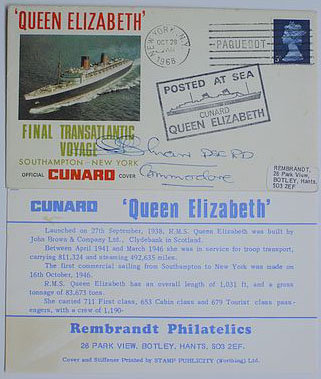 'QUEEN ELIZABETH'
NEW YORK, N.Y.
OCT 28
1968
PAQUEBOT
POSTED AT SEA
CUNARD
QUEEN ELIZABETH
FINAL TRANSATLANTIC
VOYAGE
SOUTHAMPTON - NEW YORK
OFFICIAL CUNARD COVER
Commodore
REMBRANDT,
26 Park View,
BOTLEY, Hants.
SO3 2EF
CUNARD 'Queen Elizabeth'
Launched on 27th September, 1938, H.M.S. Queen Elizabeth was built by
John Brown & Company Ltd., Clydebank in Scotland.
Between April 1941 and March 1946 she was in service for troop transport,
carrying 811,324 and steaming 492,635 miles.
The first commercial sailing from Southampton to New York was made on
16th October, 1946.
R.M.S. Queen Elizabeth has an overall length of 1,031 ft, and a gross
tonnage of 83,673 tons.
She carried 711 First class, 653 Cabin class and 679 Tourist class pass-
engers, with a crew of 1,190-
Rembrandt Philatelics
26 PARK VIEW, BOTLEY, HANTS, SO3 2EF.
Cover and Stiffener Printed by STAMP PUBLICITY (Worthing) Ltd.